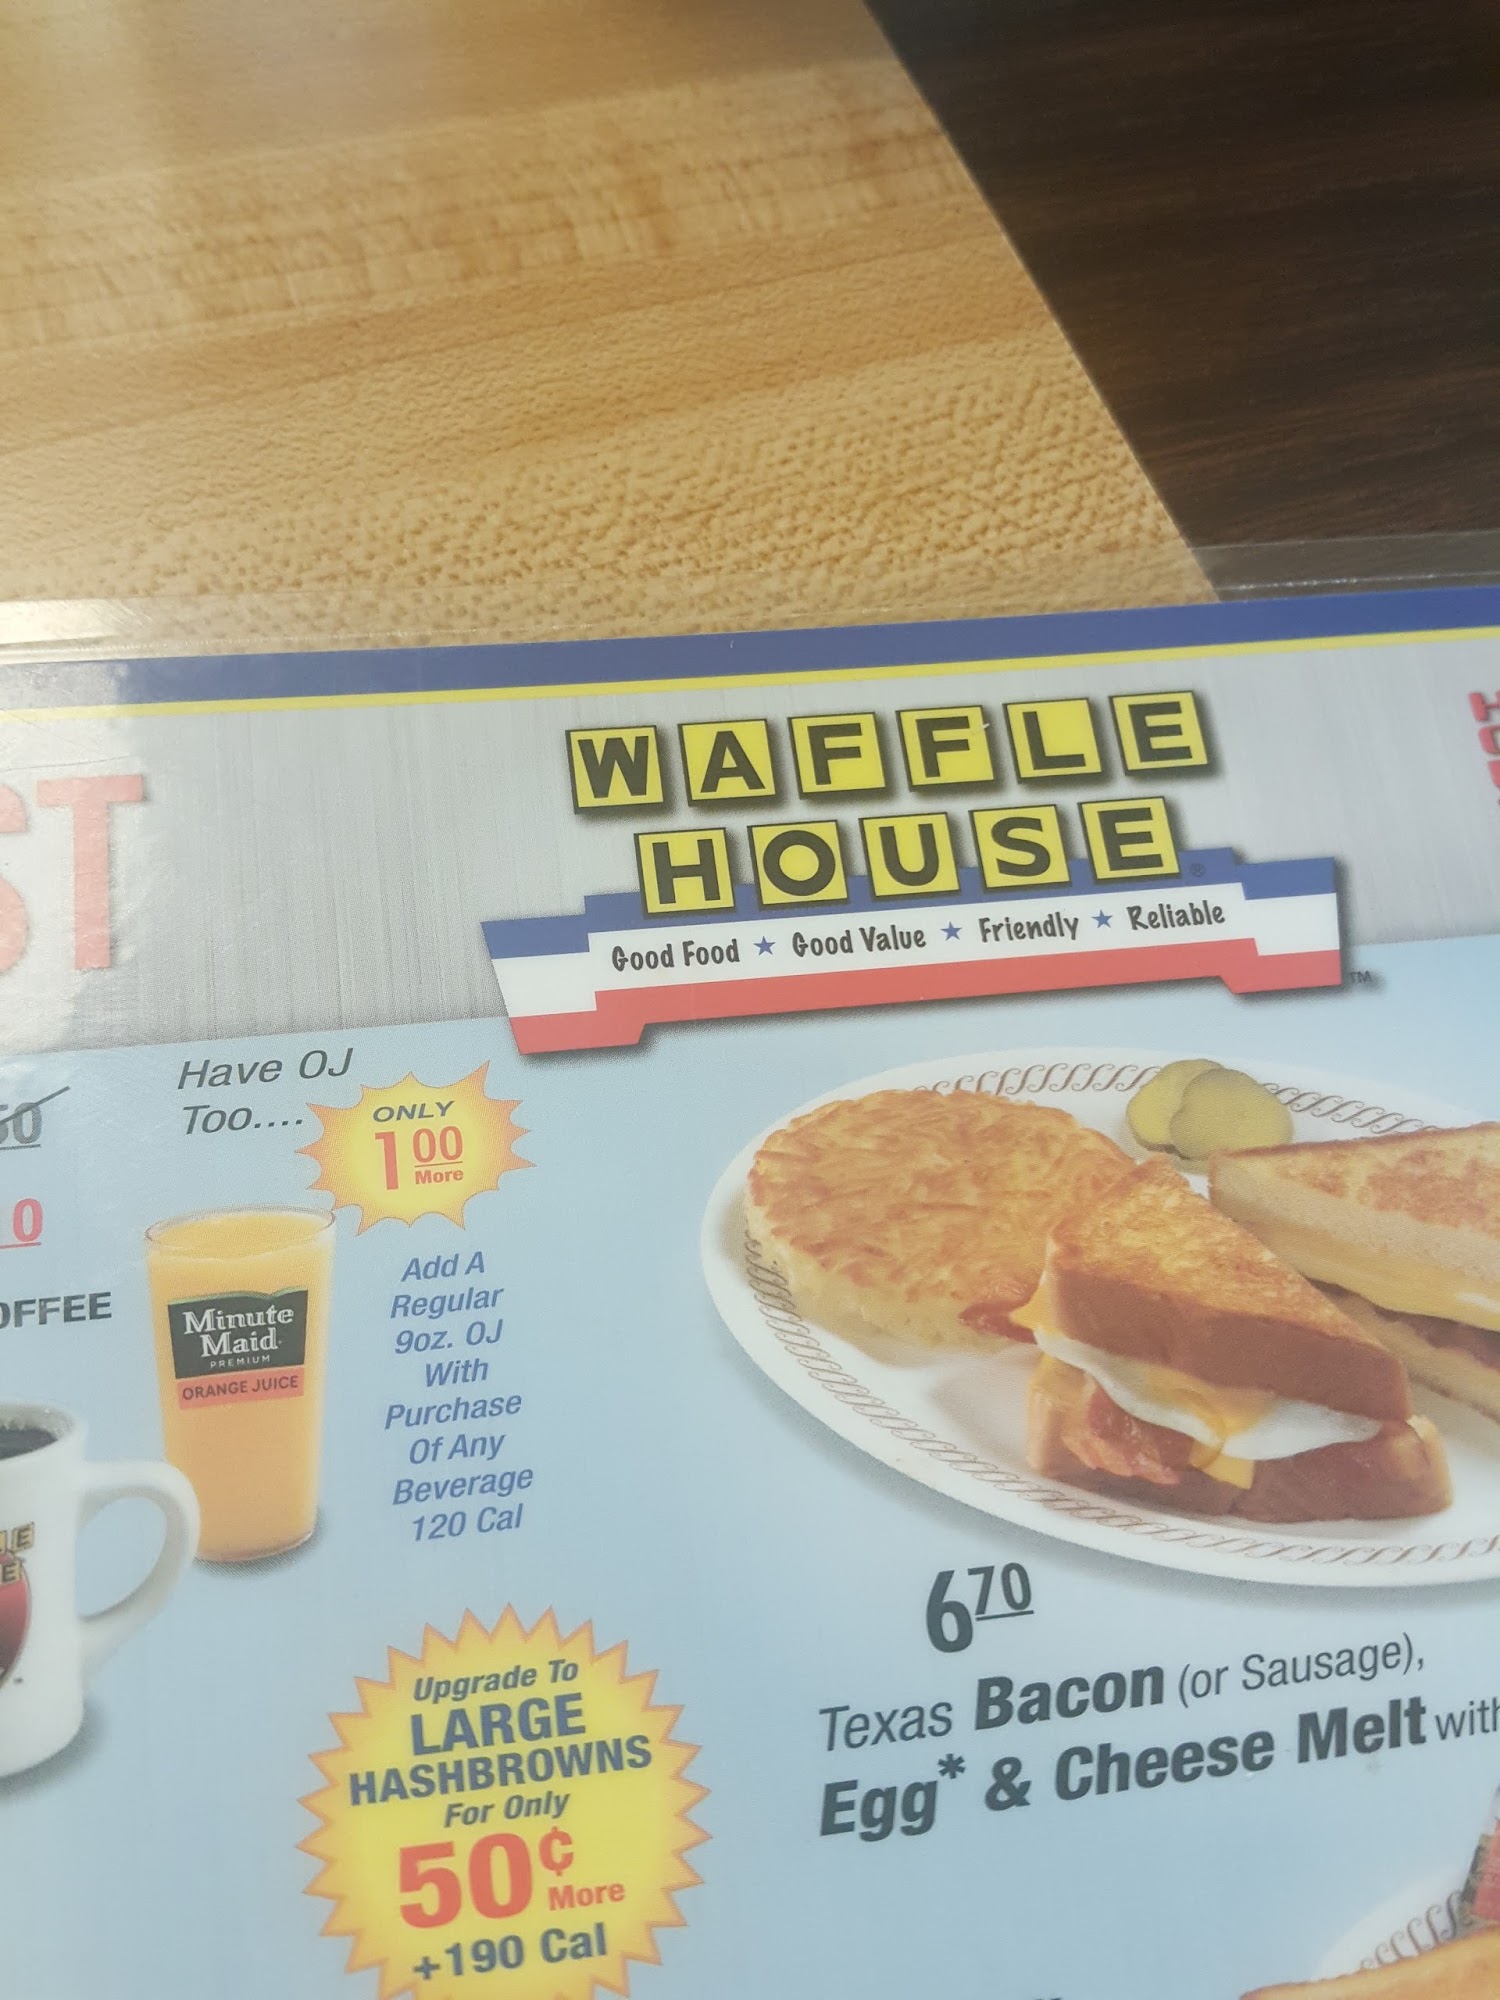 WAFFLE
HOUSE®
Good Food ★ Good Value ★ Friendly ★ Reliable
TM
ST
Have OJ
Too....
ONLY
1 00
More
Minute
Maid
PREMIUM
ORANGE JUICE
Add A
Regular
9oz. OJ
With
Purchase
Of Any
Beverage
120 Cal
OFFEE
Upgrade To
LARGE
HASHBROWNS
For Only
50¢
More
+190 Cal
6 70
Texas Bacon (or Sausage),
Egg* & Cheese Melt with